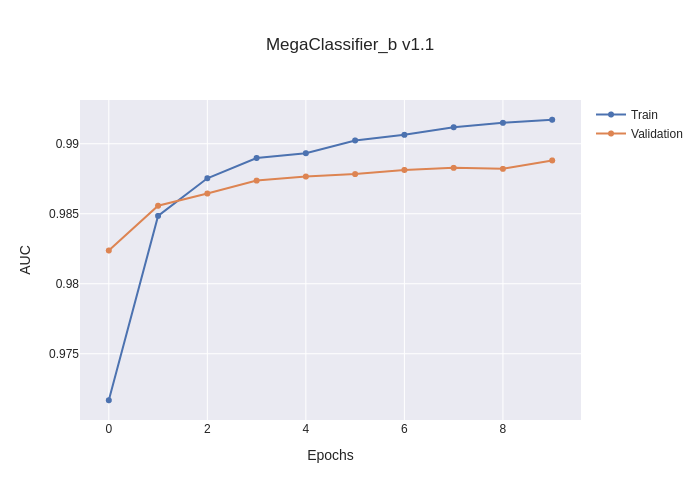 MegaClassifier_b v1.1
Train
Validation
0.99
0.985
0.98
0.975
AUC
0 2 4 6 8
Epochs